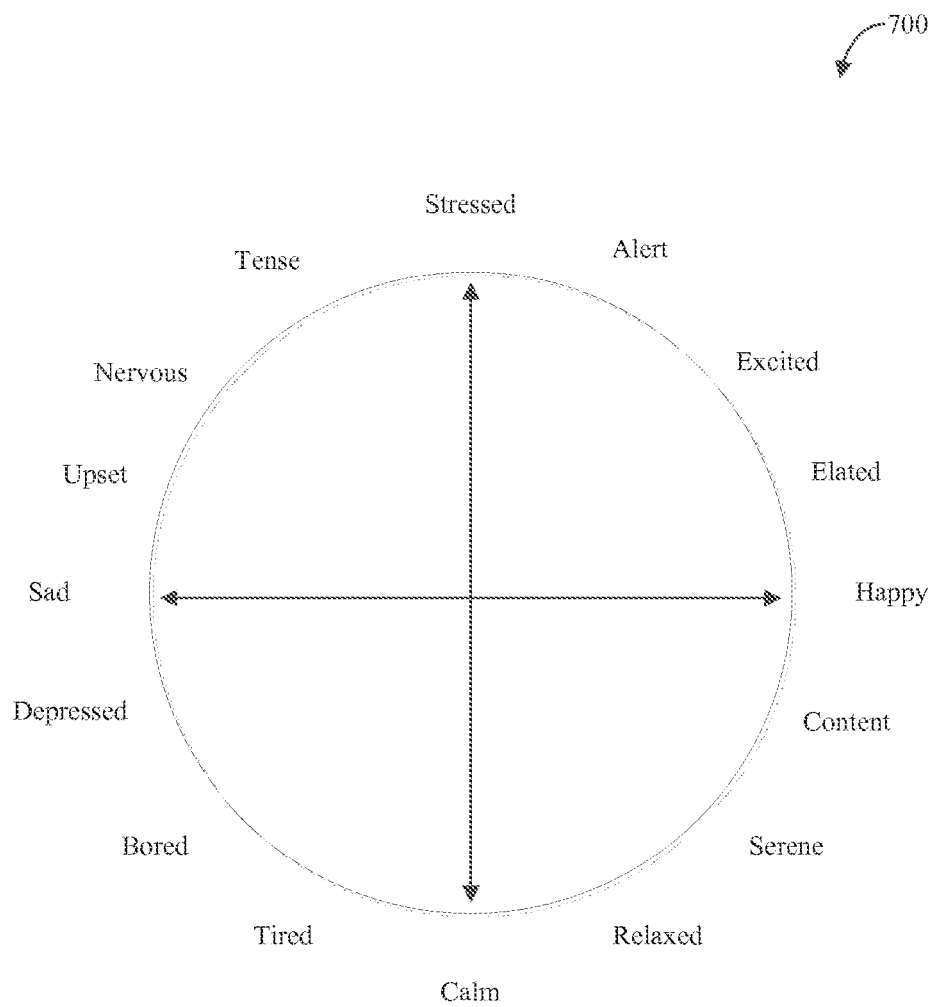 700
Stressed
Alert
Tense
Excited
Nervous
Elated
Upset
Sad
Happy
Depressed
Content
Bored
Serene
Tired
Relaxed
Calm